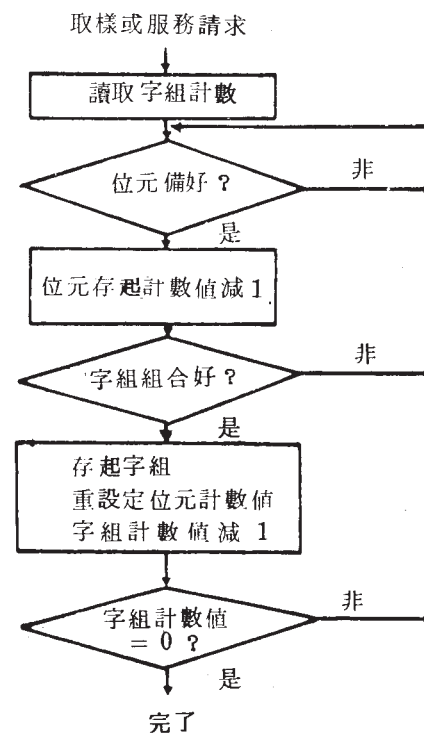 取樣或服務請求
讀取字組計數
位元備好？
非
是
位元存起計數值減1
字組組合好？
非
是
存起字組
重設定位元計數值
字組計數值減 1
字組計數值
= 0 ?
非
是
完了